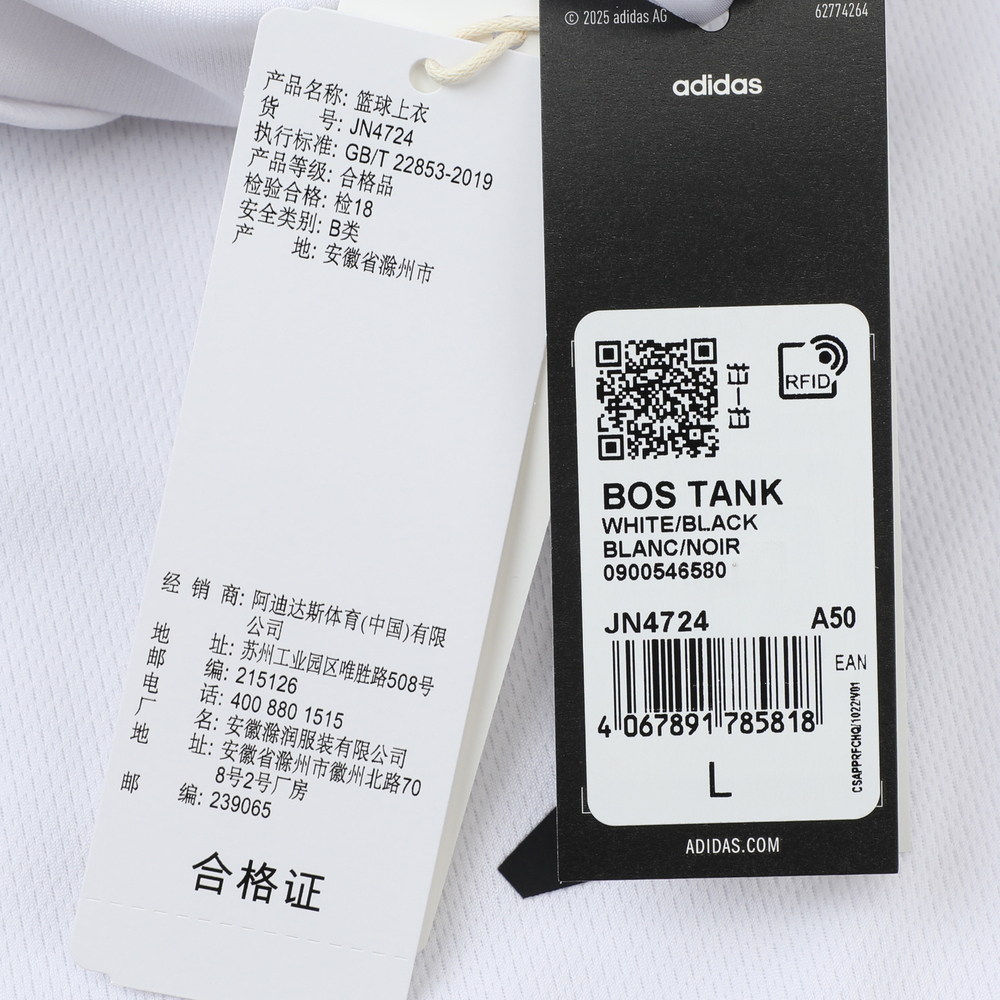 产品名称: 篮球上衣
货 号: JN4724
执行标准: GB/T 22853-2019
产品等级: 合格品
检验合格: 检18
安全类别: B类
产 地: 安徽省滁州市
经 销 商: 阿迪达斯体育(中国)有限
公司
地 址: 苏州工业园区唯胜路508号
邮 编: 215126
电 话: 400 880 1515
厂 名: 安徽滁润服装有限公司
地 址: 安徽省滁州市徽州北路70
8号2号厂房
邮 编: 239065
合格证
© 2025 adidas AG
62774264
adidas
RFID
BOS TANK
WHITE/BLACK
BLANC/NOIR
0900546580
JN4724 A50
EAN
4 067891 785818
CSAPPRFCHQ/1022/V01
L
ADIDAS.COM